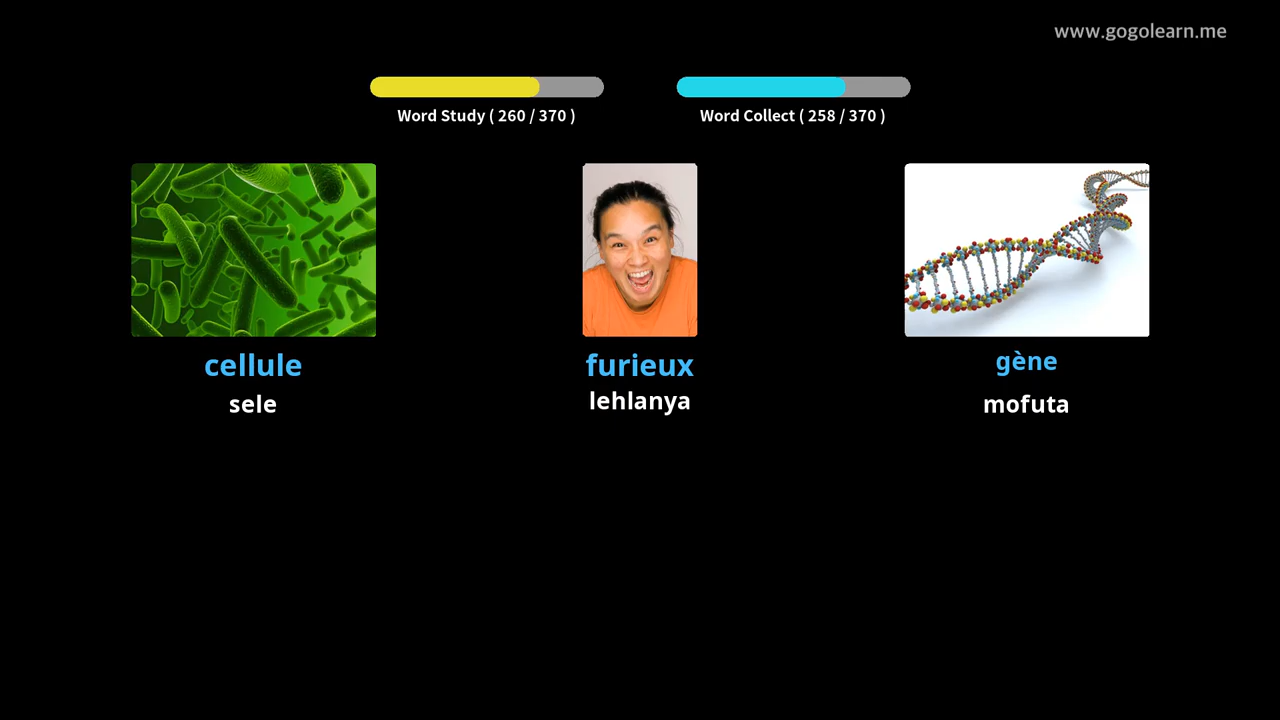 www.gogolearn.me
Word Study ( 260 / 370 )
Word Collect ( 258 / 370 )
cellule
sele
furieux
lehlanya
gène
mofuta